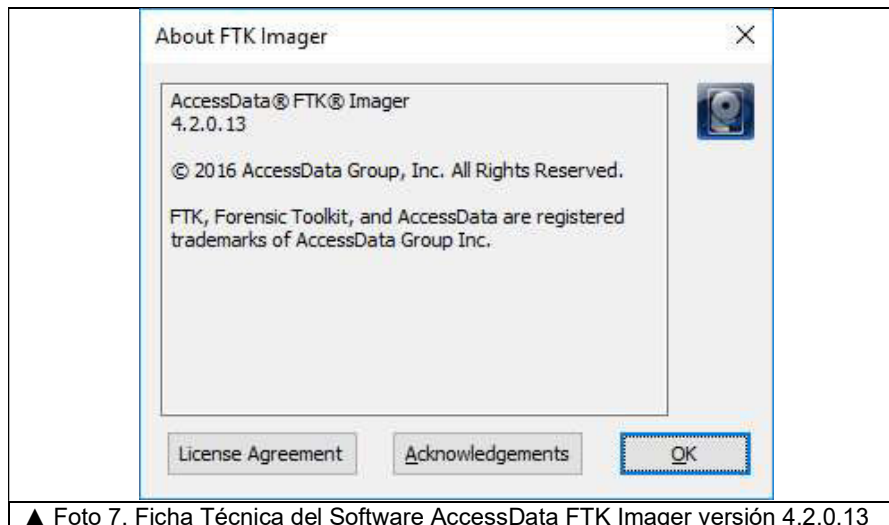 About FTK Imager
AccessData® FTK® Imager
4.2.0.13
© 2016 AccessData Group, Inc. All Rights Reserved.
FTK, Forensic Toolkit, and AccessData are registered
trademarks of AccessData Group Inc.
License Agreement
Acknowledgements
OK
▲ Foto 7. Ficha Técnica del Software AccessData FTK Imager versión 4.2.0.13